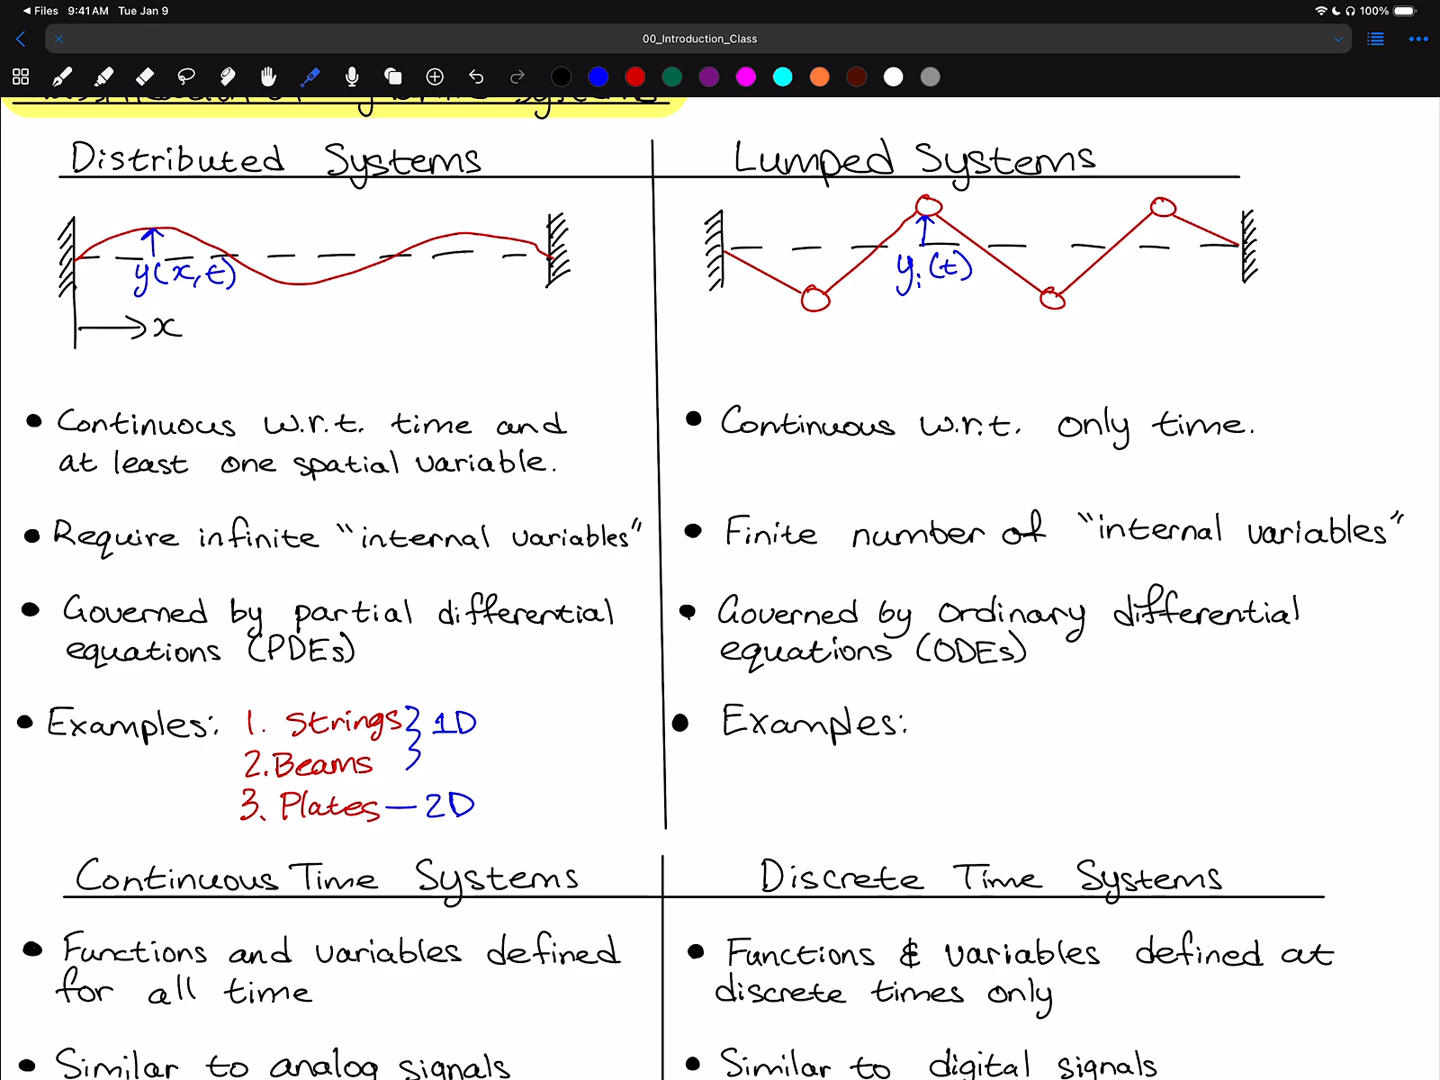 Files 9:41 AM Tue Jan 9 100%
00_Introduction_Class
Distributed Systems
y(x,t)
x
• Continuous w.r.t. time and
at least one spatial variable.
• Require infinite "internal variables"
• Governed by partial differential
equations (PDEs)
• Examples: 1. Strings } 1D
2. Beams
3. Plates — 2D
Lumped Systems
yᵢ(t)
• Continuous w.r.t. only time.
• Finite number of "internal variables"
• Governed by ordinary differential
equations (ODEs)
• Examples:
Continuous Time Systems
• Functions and variables defined
for all time
• Similar to analog signals
Discrete Time Systems
• Functions & variables defined at
discrete times only
• Similar to digital signals